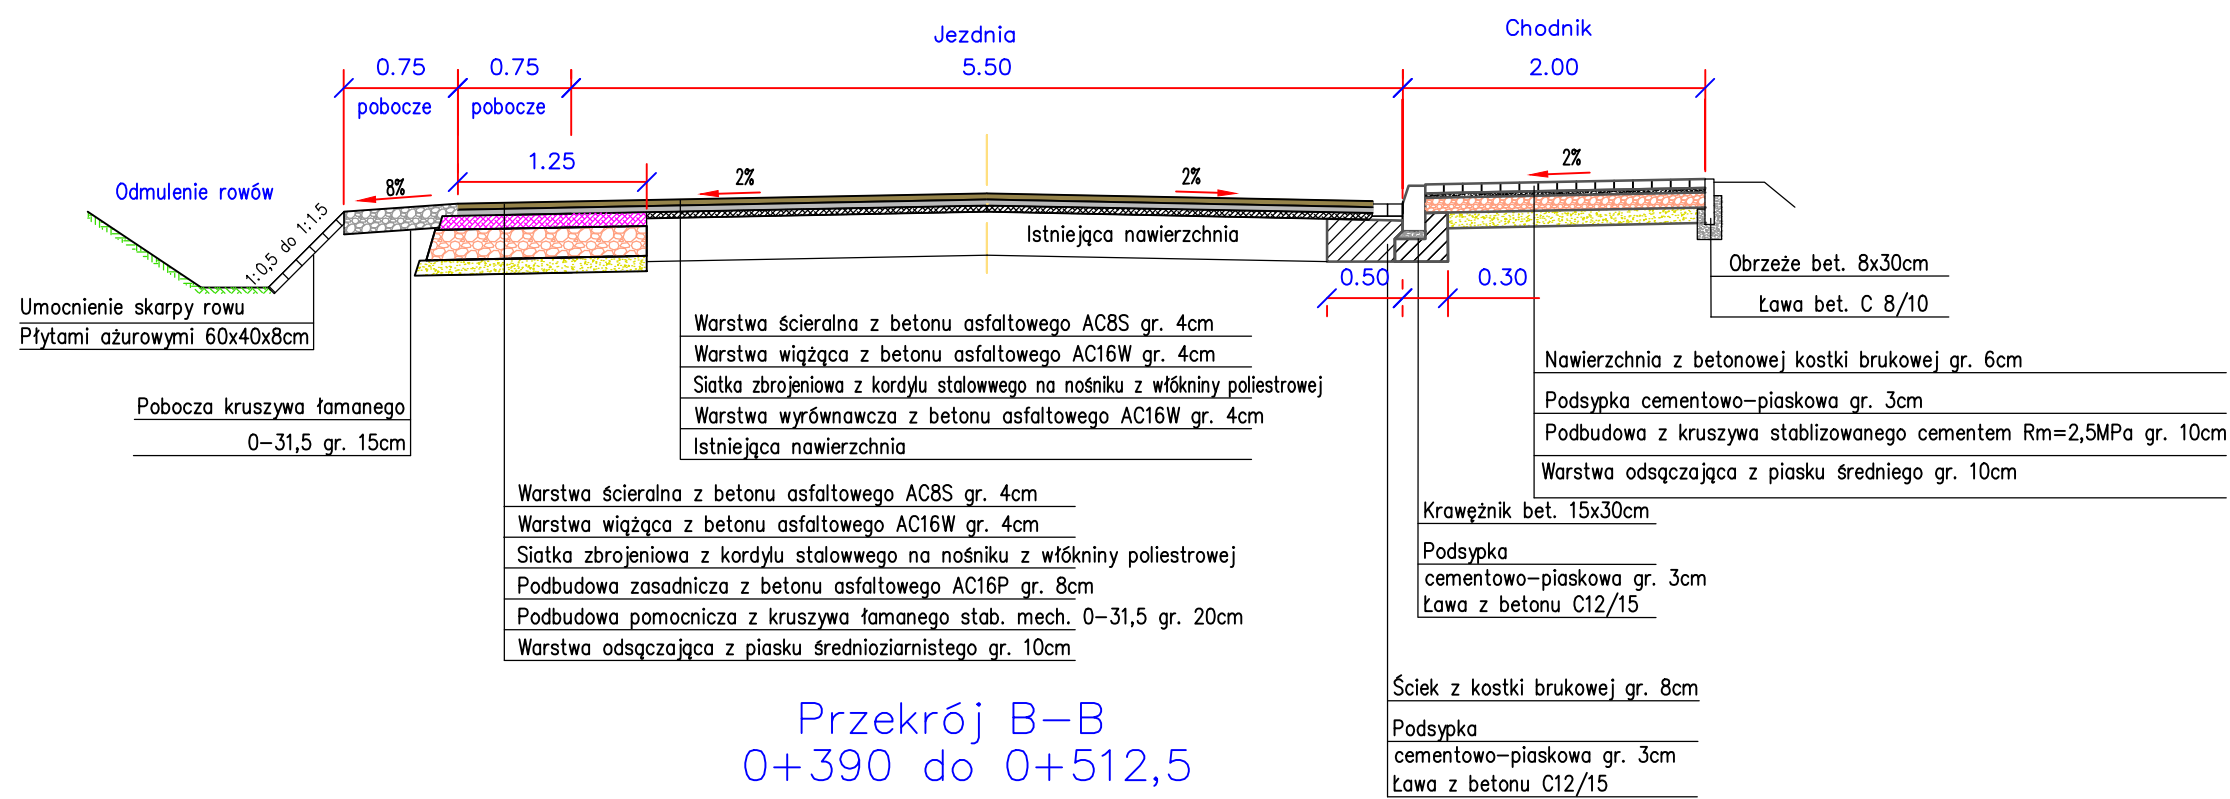 Jezdnia
Chodnik
0.75
0.75
5.50
2.00
pobocze
pobocze
1.25
2%
8%
2%
2%
Odmulenie rowów
1:0,5 do 1:1.5
Istniejąca nawierzchnia
0.50
0.30
Obrzeże bet. 8x30cm
Ława bet. C 8/10
Umocnienie skarpy rowu
Płytami ażurowymi 60x40x8cm
Pobocza kruszywa łamanego
0-31,5 gr. 15cm
Warstwa ścieralna z betonu asfaltowego AC8S gr. 4cm
Warstwa wiążąca z betonu asfaltowego AC16W gr. 4cm
Siatka zbrojeniowa z kordylu stalowwego na nośniku z włókniny poliestrowej
Warstwa wyrównawcza z betonu asfaltowego AC16W gr. 4cm
Istniejąca nawierzchnia
Nawierzchnia z betonowej kostki brukowej gr. 6cm
Podsypka cementowo-piaskowa gr. 3cm
Podbudowa z kruszywa stablizowanego cementem Rm=2,5MPa gr. 10cm
Warstwa odsączająca z piasku średniego gr. 10cm
Warstwa ścieralna z betonu asfaltowego AC8S gr. 4cm
Warstwa wiążąca z betonu asfaltowego AC16W gr. 4cm
Siatka zbrojeniowa z kordylu stalowwego na nośniku z włókniny poliestrowej
Podbudowa zasadnicza z betonu asfaltowego AC16P gr. 8cm
Podbudowa pomocnicza z kruszywa łamanego stab. mech. 0-31,5 gr. 20cm
Warstwa odsączająca z piasku średnioziarnistego gr. 10cm
Krawężnik bet. 15x30cm
Podsypka
cementowo-piaskowa gr. 3cm
Ława z betonu C12/15
Ściek z kostki brukowej gr. 8cm
Podsypka
cementowo-piaskowa gr. 3cm
Ława z betonu C12/15
Przekrój B-B
0+390 do 0+512,5